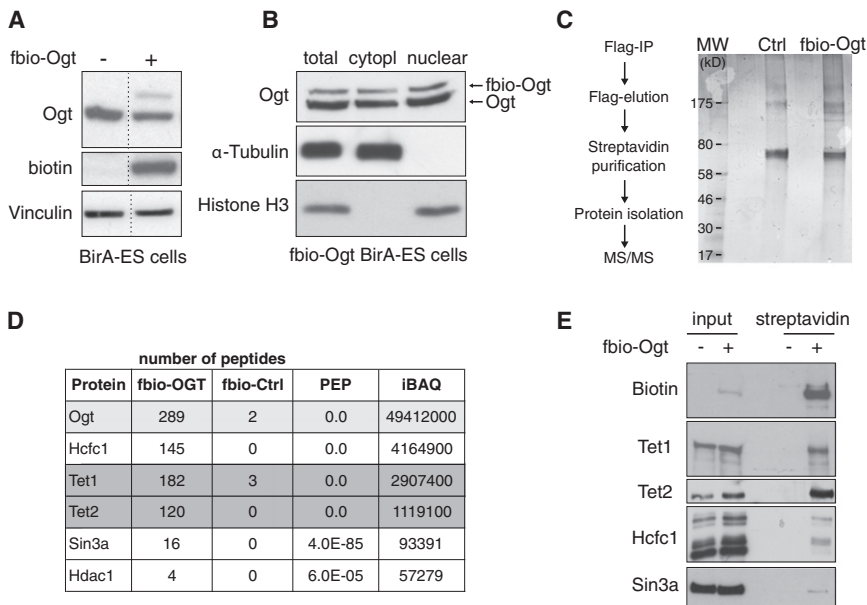 A
fbio-Ogt - +
Ogt
biotin
Vinculin
BirA-ES cells
B
total cytopl nuclear
Ogt
fbio-Ogt
Ogt
α-Tubulin
Histone H3
fbio-Ogt BirA-ES cells
C
Flag-IP
Flag-elution
Streptavidin
purification
Protein isolation
MS/MS
MW Ctrl fbio-Ogt
(kD)
175
80
58
46
30
17
D
number of peptides
Protein fbio-OGT fbio-Ctrl PEP iBAQ
Ogt 289 2 0.0 49412000
Hcfc1 145 0 0.0 4164900
Tet1 182 3 0.0 2907400
Tet2 120 0 0.0 1119100
Sin3a 16 0 4.0E-85 93391
Hdac1 4 0 6.0E-05 57279
E
input streptavidin
fbio-Ogt - + - +
Biotin
Tet1
Tet2
Hcfc1
Sin3a